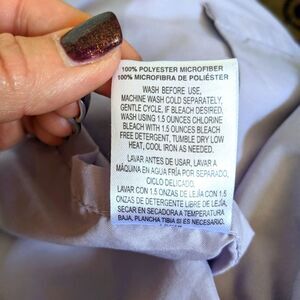 100% POLYESTER MICROFIBER
100% MICROFIBRA DE POLIÉSTER
WASH BEFORE USE,
MACHINE WASH COLD SEPARATELY,
GENTLE CYCLE, IF BLEACH DESIRED.
WASH USING 1.5 OUNCES CHLORINE
BLEACH WITH 1.5 OUNCES BLEACH
FREE DETERGENT, TUMBLE DRY LOW
HEAT, COOL IRON AS NEEDED.
LAVAR ANTES DE USAR, LAVAR A
MÁQUINA EN AGUA FRÍA POR SEPARADO,
CICLO DELICADO.
LAVAR CON 1.5 ONZAS DE LEJÍA CON 1.5
ONZAS DE DETERGENTE LIBRE DE LEJÍA,
SECAR EN SECADORA A TEMPERATURA
BAJA, PLANCHA TIBIA SI ES NECESARIO.